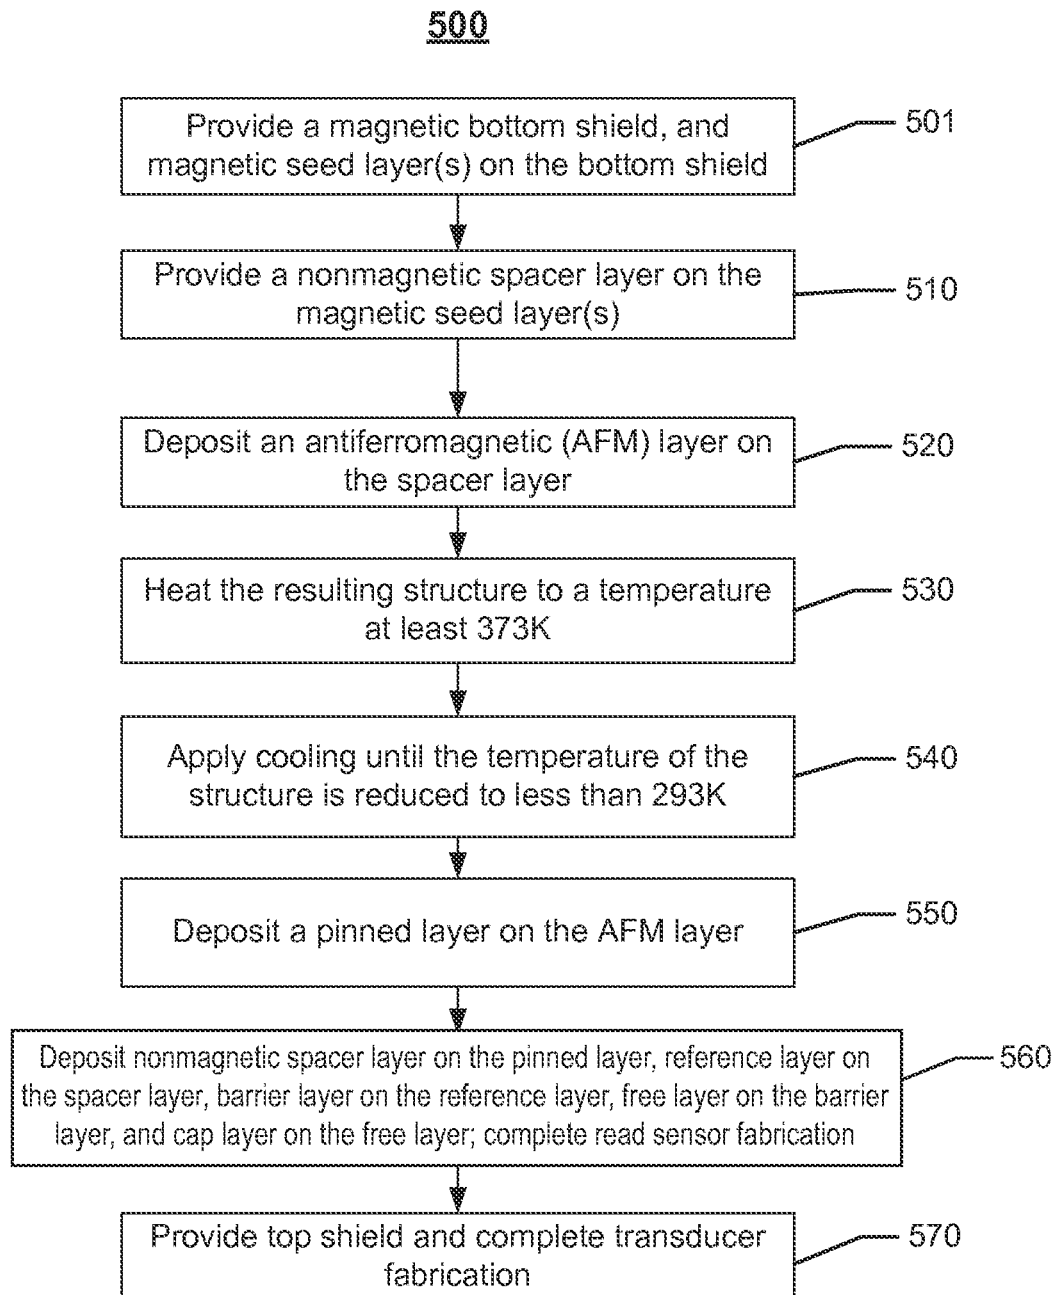 500
Provide a magnetic bottom shield, and
magnetic seed layer(s) on the bottom shield
501
Provide a nonmagnetic spacer layer on the
magnetic seed layer(s)
510
Deposit an antiferromagnetic (AFM) layer on
the spacer layer
520
Heat the resulting structure to a temperature
at least 373K
530
Apply cooling until the temperature of the
structure is reduced to less than 293K
540
Deposit a pinned layer on the AFM layer
550
Deposit nonmagnetic spacer layer on the pinned layer, reference layer on
the spacer layer, barrier layer on the reference layer, free layer on the barrier
layer, and cap layer on the free layer; complete read sensor fabrication
560
Provide top shield and complete transducer
fabrication
570